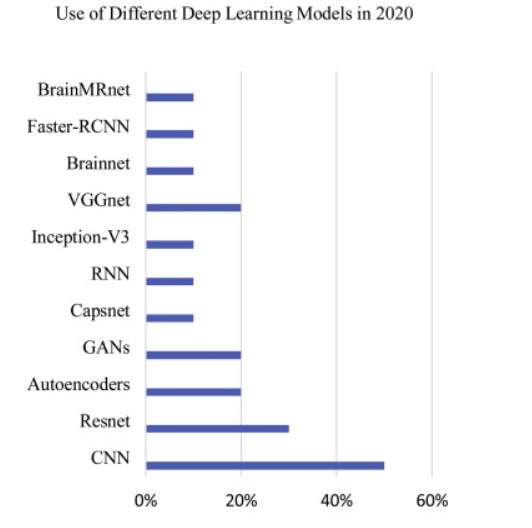 Use of Different Deep Learning Models in 2020
BrainMRnet
Faster-RCNN
Brainnet
VGGnet
Inception-V3
RNN
Capsnet
GANs
Autoencoders
Resnet
CNN
0% 20% 40% 60%